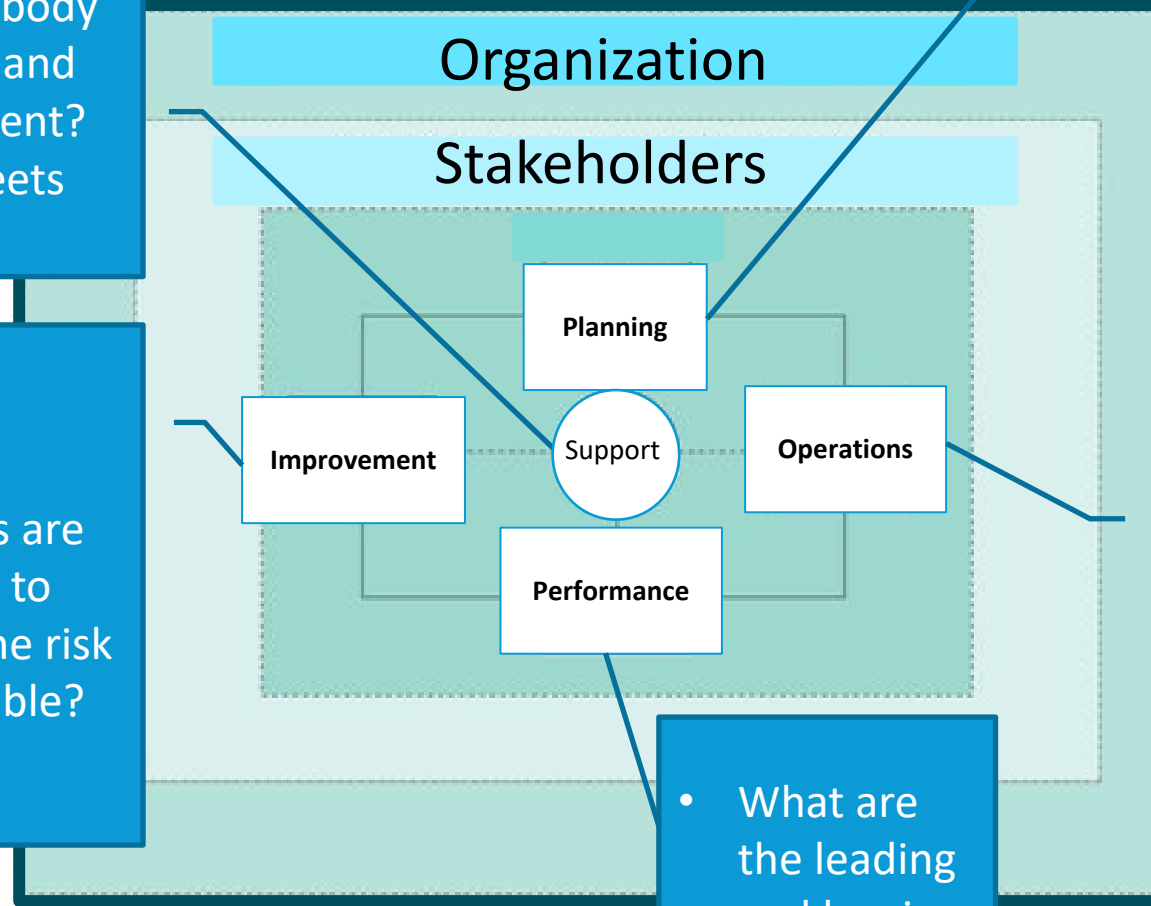 body
and
ent?
eets
Organization
Stakeholders
Planning
Support
Improvement
Operations
Performance
s are
to
ne risk
ble?
• What are
the leading